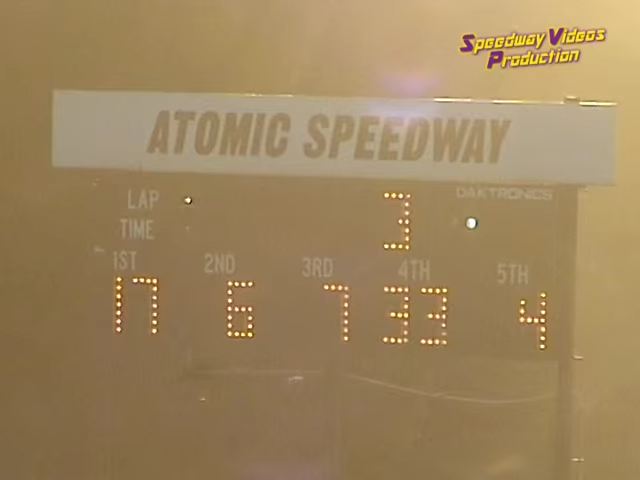 Speedway Videos
Production
ATOMIC SPEEDWAY
LAP 3 DAKTRONICS
TIME
1ST 2ND 3RD 4TH 5TH
17 6 7 33 4